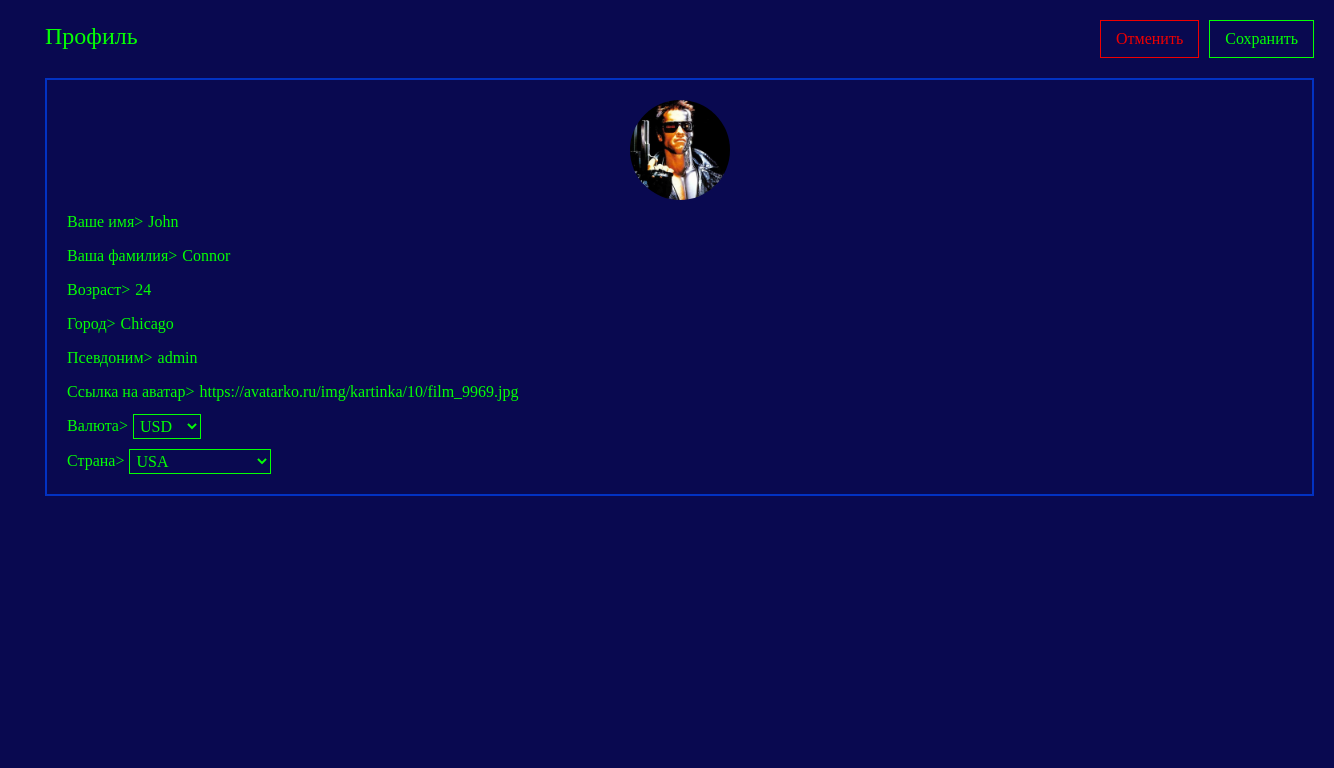 Профиль
Отменить
Сохранить
Ваше имя> John
Ваша фамилия> Connor
Возраст> 24
Город> Chicago
Псевдоним> admin
Ссылка на аватар> https://avatarko.ru/img/kartinka/10/film_9969.jpg
Валюта> USD
Страна> USA